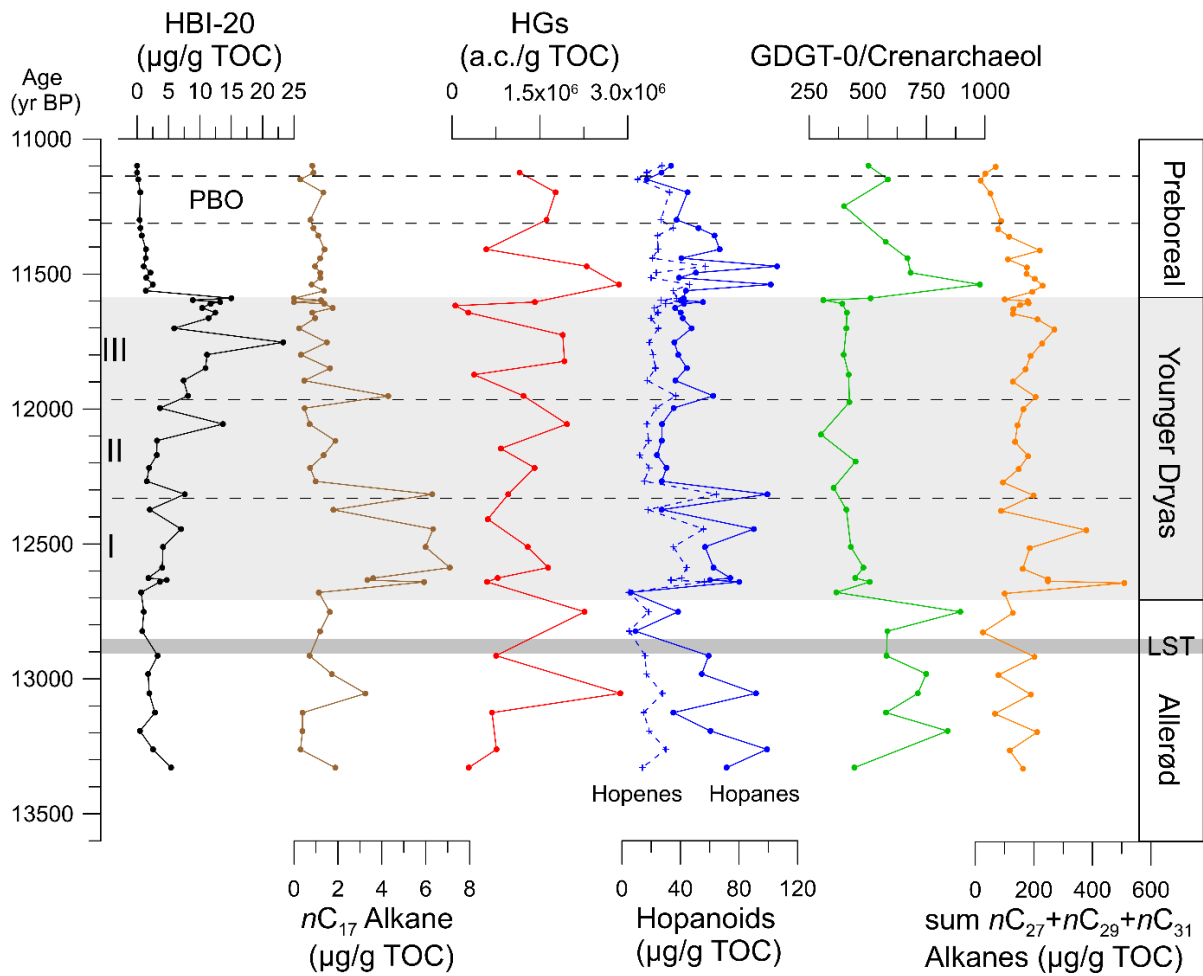 HBI-20
(µg/g TOC)
HGs
(a.c./g TOC)
GDGT-0/Crenarchaeol
Age
(yr BP)
0 5 10 15 20 25
0 1.5x10⁶ 3.0x10⁶
250 500 750 1000
11000
11500
12000
12500
13000
13500
PBO
III
II
I
Preboreal
Younger Dryas
LST
Allerød
Hopenes
Hopanes
0 2 4 6 8
0 40 80 120
0 200 400 600
nC₁₇ Alkane
(µg/g TOC)
Hopanoids
(µg/g TOC)
sum nC₂₇+nC₂₉+nC₃₁
Alkanes (µg/g TOC)